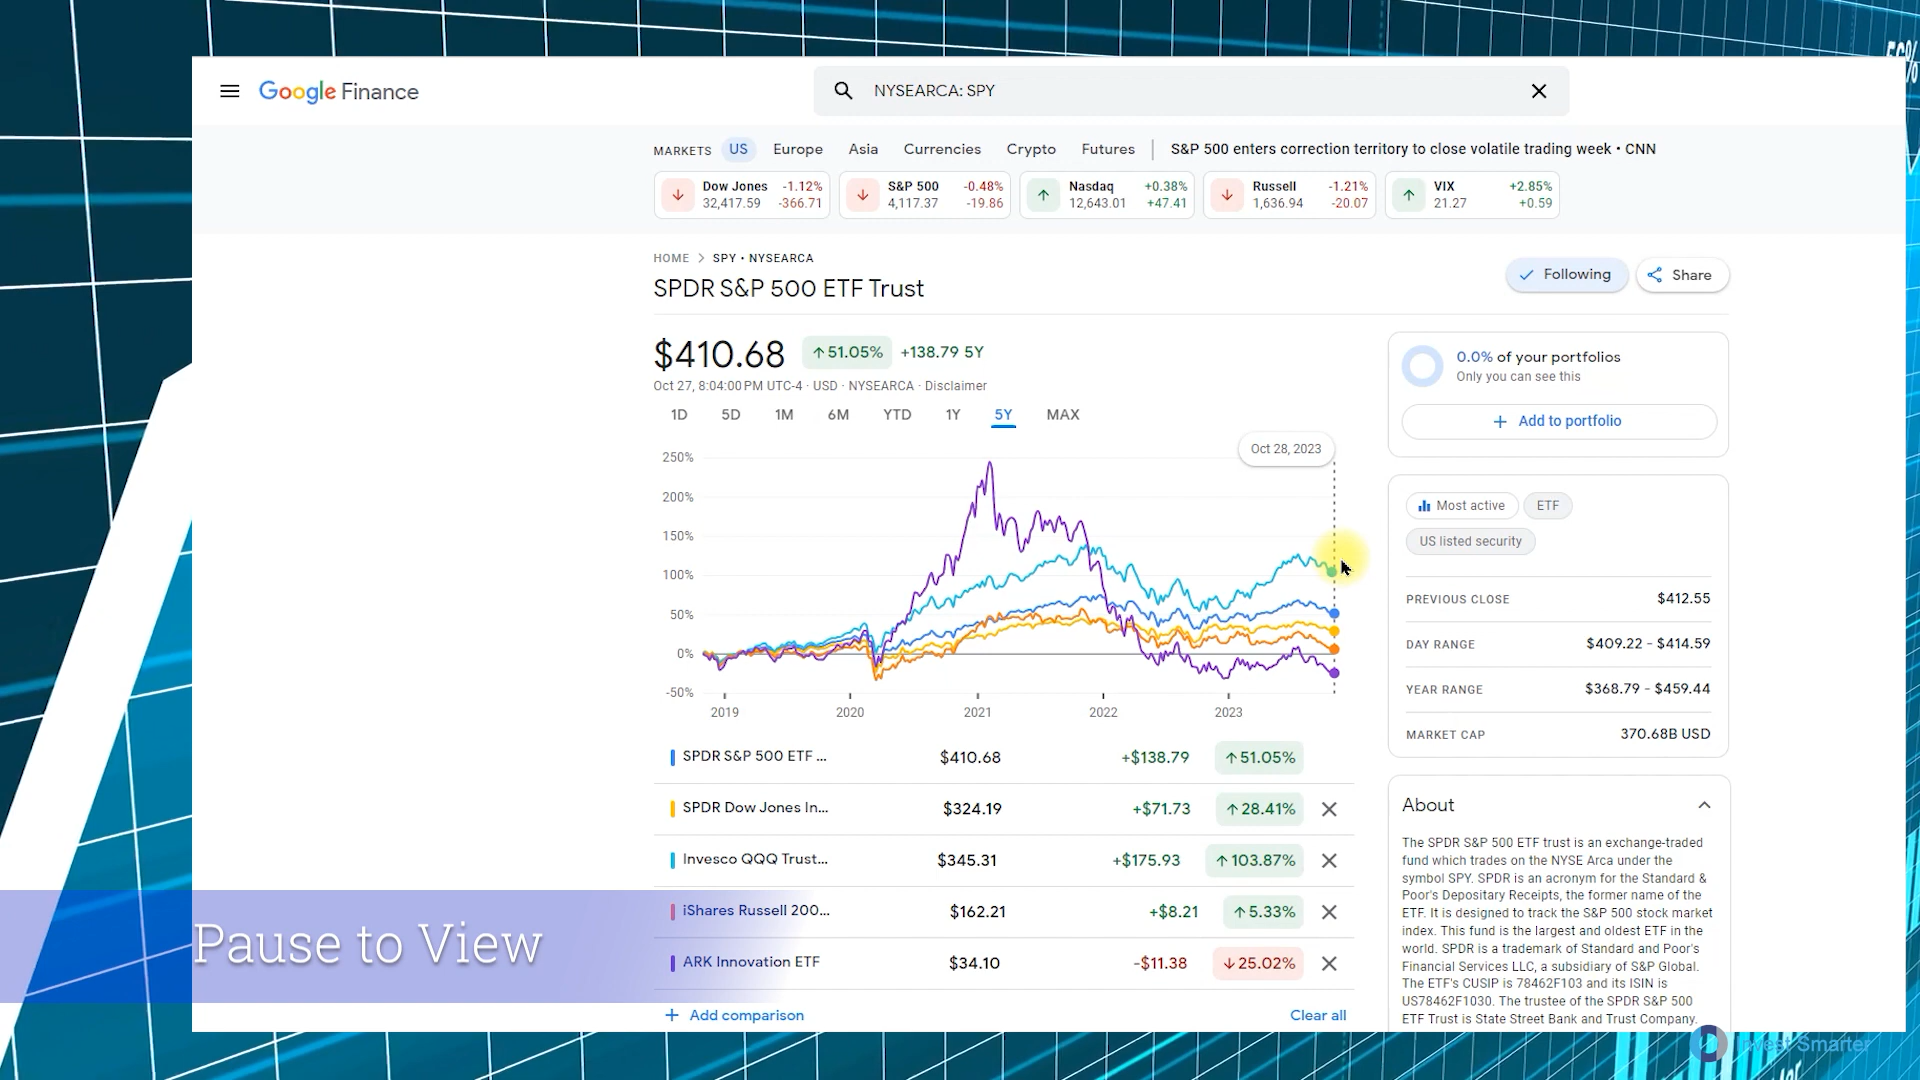 56%
Google Finance
NYSEARCA: SPY
MARKETS US Europe Asia Currencies Crypto Futures S&P 500 enters correction territory to close volatile trading week • CNN
Dow Jones -1.12%
32,417.59 -366.71
S&P 500 -0.48%
4,117.37 -19.86
Nasdaq +0.38%
12,643.01 +47.41
Russell -1.21%
1,636.94 -20.07
VIX +2.85%
21.27 +0.59
HOME > SPY • NYSEARCA
SPDR S&P 500 ETF Trust
Following
Share
$410.68 ↑51.05% +138.79 5Y
Oct 27, 8:04:00 PM UTC-4 · USD · NYSEARCA · Disclaimer
1D 5D 1M 6M YTD 1Y 5Y MAX
Oct 28, 2023
250%
200%
150%
100%
50%
0%
-50%
2019 2020 2021 2022 2023
SPDR S&P 500 ETF ... $410.68 +$138.79 ↑51.05%
SPDR Dow Jones In... $324.19 +$71.73 ↑28.41%
Invesco QQQ Trust... $345.31 +$175.93 ↑103.87%
iShares Russell 200... $162.21 +$8.21 ↑5.33%
ARK Innovation ETF $34.10 -$11.38 ↓25.02%
+ Add comparison Clear all
0.0% of your portfolios
Only you can see this
+ Add to portfolio
Most active ETF
US listed security
PREVIOUS CLOSE $412.55
DAY RANGE $409.22 - $414.59
YEAR RANGE $368.79 - $459.44
MARKET CAP 370.68B USD
About
The SPDR S&P 500 ETF trust is an exchange-traded
fund which trades on the NYSE Arca under the
symbol SPY. SPDR is an acronym for the Standard &
Poor's Depositary Receipts, the former name of the
ETF. It is designed to track the S&P 500 stock market
index. This fund is the largest and oldest ETF in the
world. SPDR is a trademark of Standard and Poor's
Financial Services LLC, a subsidiary of S&P Global.
The ETF's CUSIP is 78462F103 and its ISIN is
US78462F1030. The trustee of the SPDR S&P 500
ETF Trust is State Street Bank and Trust Company.
Pause to View
Invest Smarter